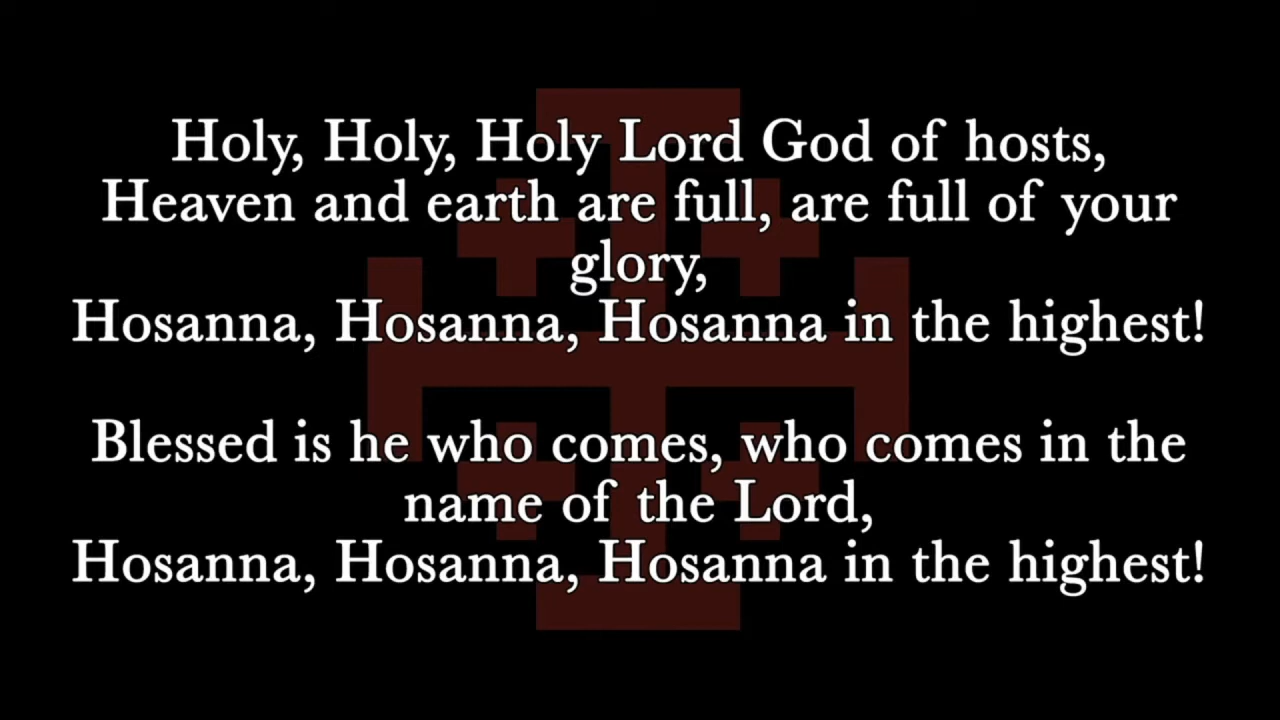 Holy, Holy, Holy Lord God of hosts,
Heaven and earth are full, are full of your
glory,
Hosanna, Hosanna, Hosanna in the highest!
Blessed is he who comes, who comes in the
name of the Lord,
Hosanna, Hosanna, Hosanna in the highest!